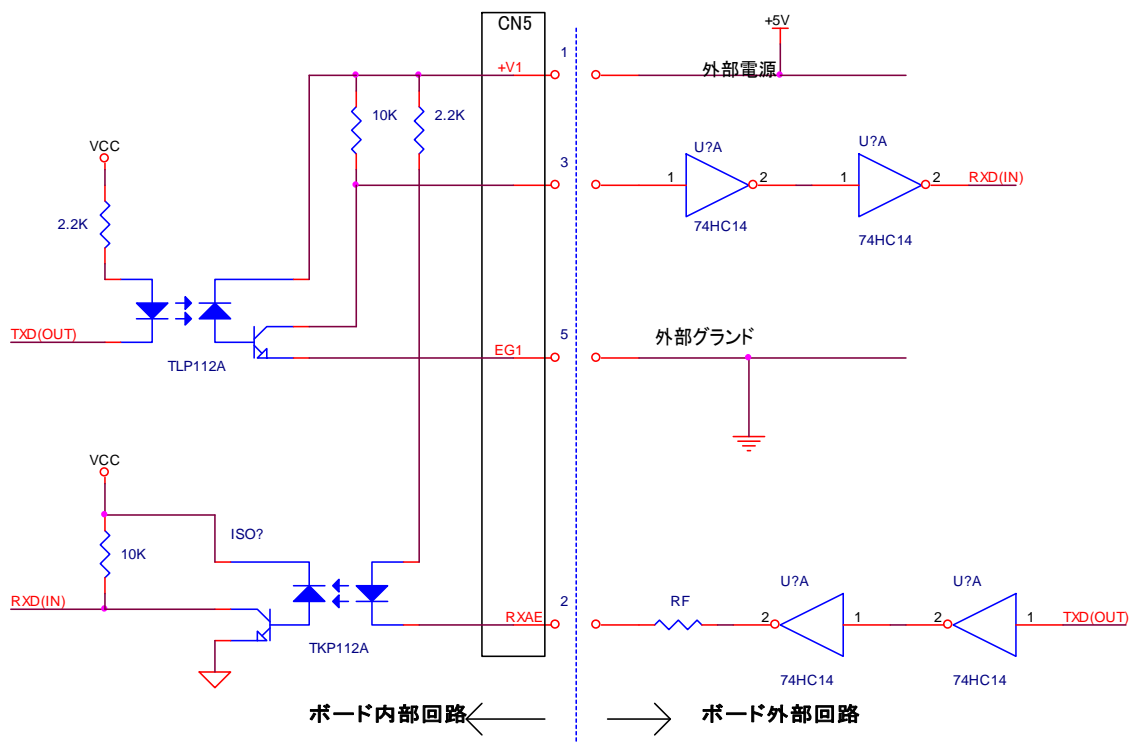 CN5
+5V
1
+V1
外部電源
10K
2.2K
VCC
U?A
U?A
3
1
2
1
2
RXD(IN)
2.2K
74HC14
74HC14
TXD(OUT)
TLP112A
5
EG1
外部グランド
VCC
ISO?
10K
RXD(IN)
TKP112A
2
RXAE
RF
U?A
U?A
2
1
2
1
TXD(OUT)
74HC14
74HC14
ボード内部回路
ボード外部回路